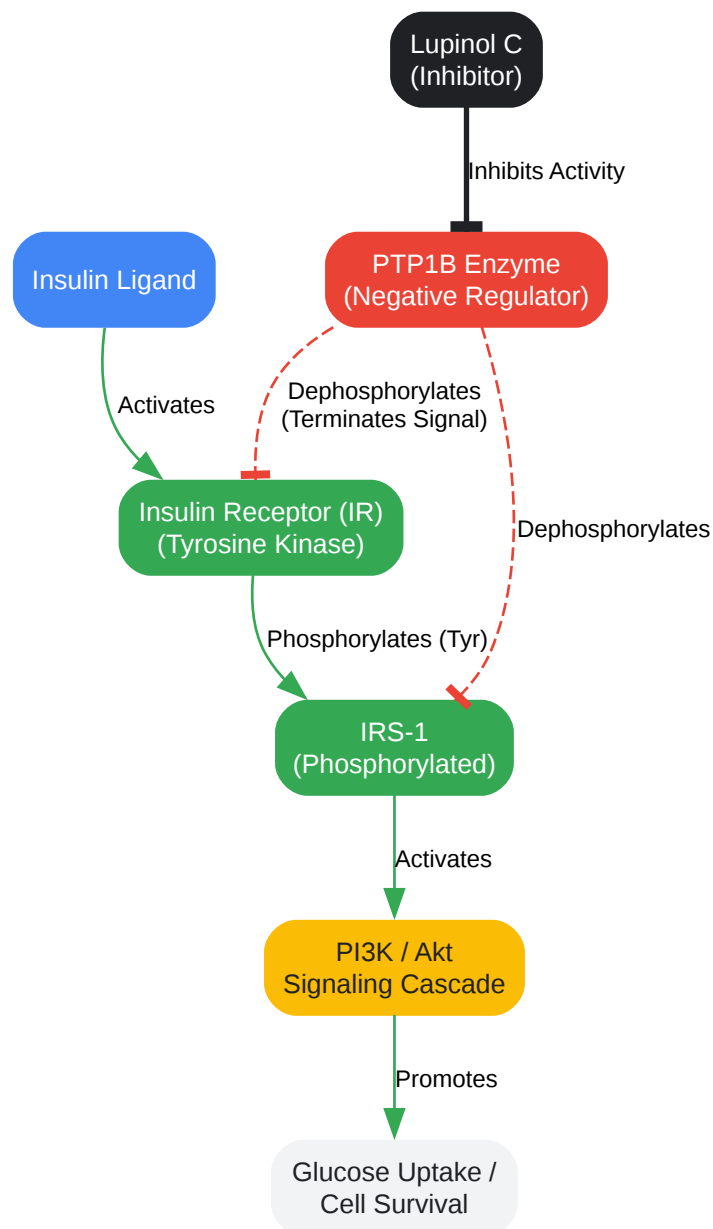 Lupinol C
(Inhibitor)
Inhibits Activity
Insulin Ligand
PTP1B Enzyme
(Negative Regulator)
Activates
Dephosphorylates
(Terminates Signal)
Insulin Receptor (IR)
(Tyrosine Kinase)
Dephosphorylates
Phosphorylates (Tyr)
IRS-1
(Phosphorylated)
Activates
PI3K / Akt
Signaling Cascade
Promotes
Glucose Uptake /
Cell Survival